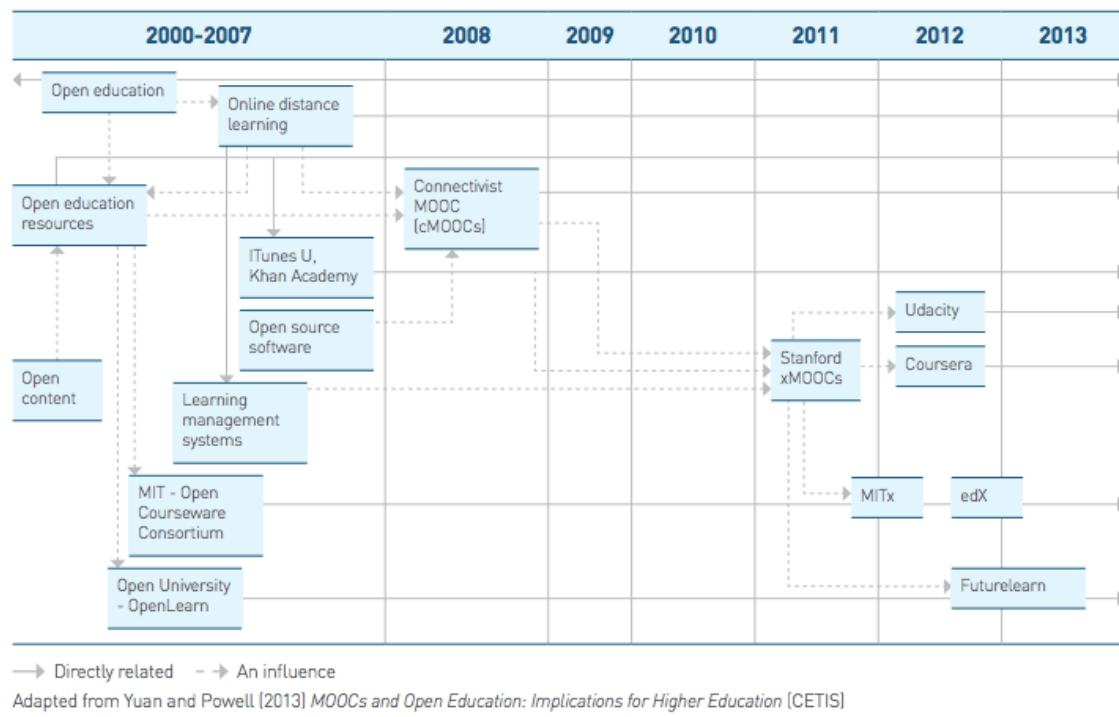 2000-2007
2008
2009
2010
2011
2012
2013
Open education
Online distance
learning
Open education
resources
Connectivist
MOOC
(cMOOCs)
ITunes U,
Khan Academy
Open source
software
Udacity
Stanford
xMOOCs
Coursera
Open
content
Learning
management
systems
MIT - Open
Courseware
Consortium
MITx
edX
Open University
- OpenLearn
Futurelearn
Directly related
An influence
Adapted from Yuan and Powell (2013) MOOCs and Open Education: Implications for Higher Education (CETIS)